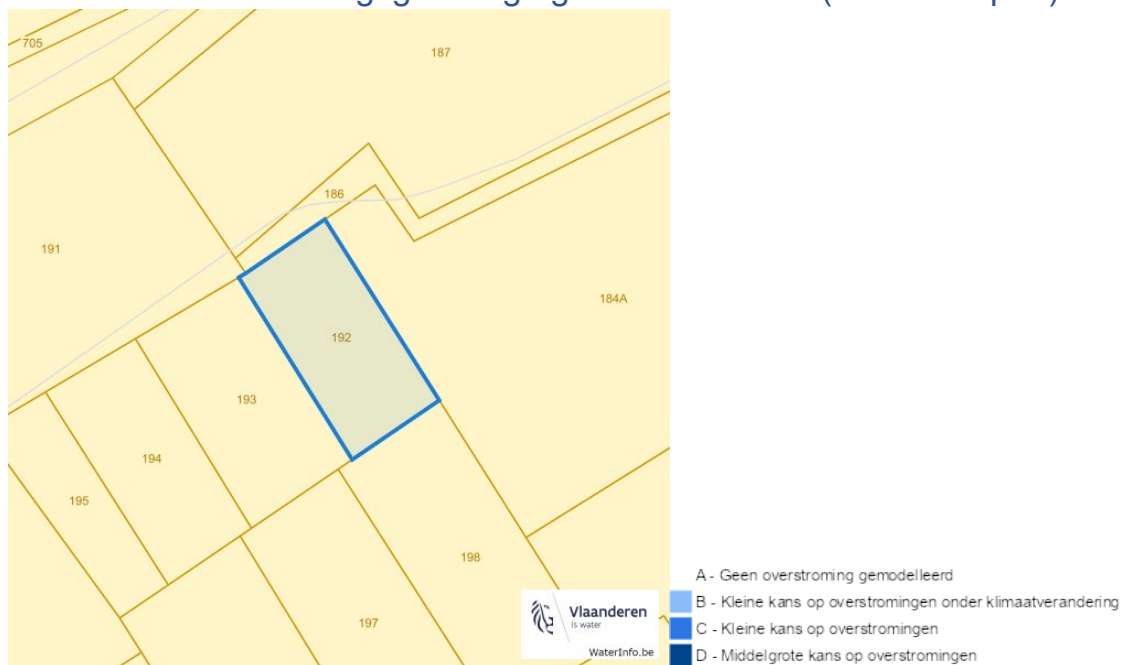 705
187
186
191
184A
192
193
194
195
198
197
Vlaanderen
is water
WaterInfo.be
A - Geen overstroming gemodelleerd
B - Kleine kans op overstromingen onder klimaatverandering
C - Kleine kans op overstromingen
D - Middelgrote kans op overstromingen